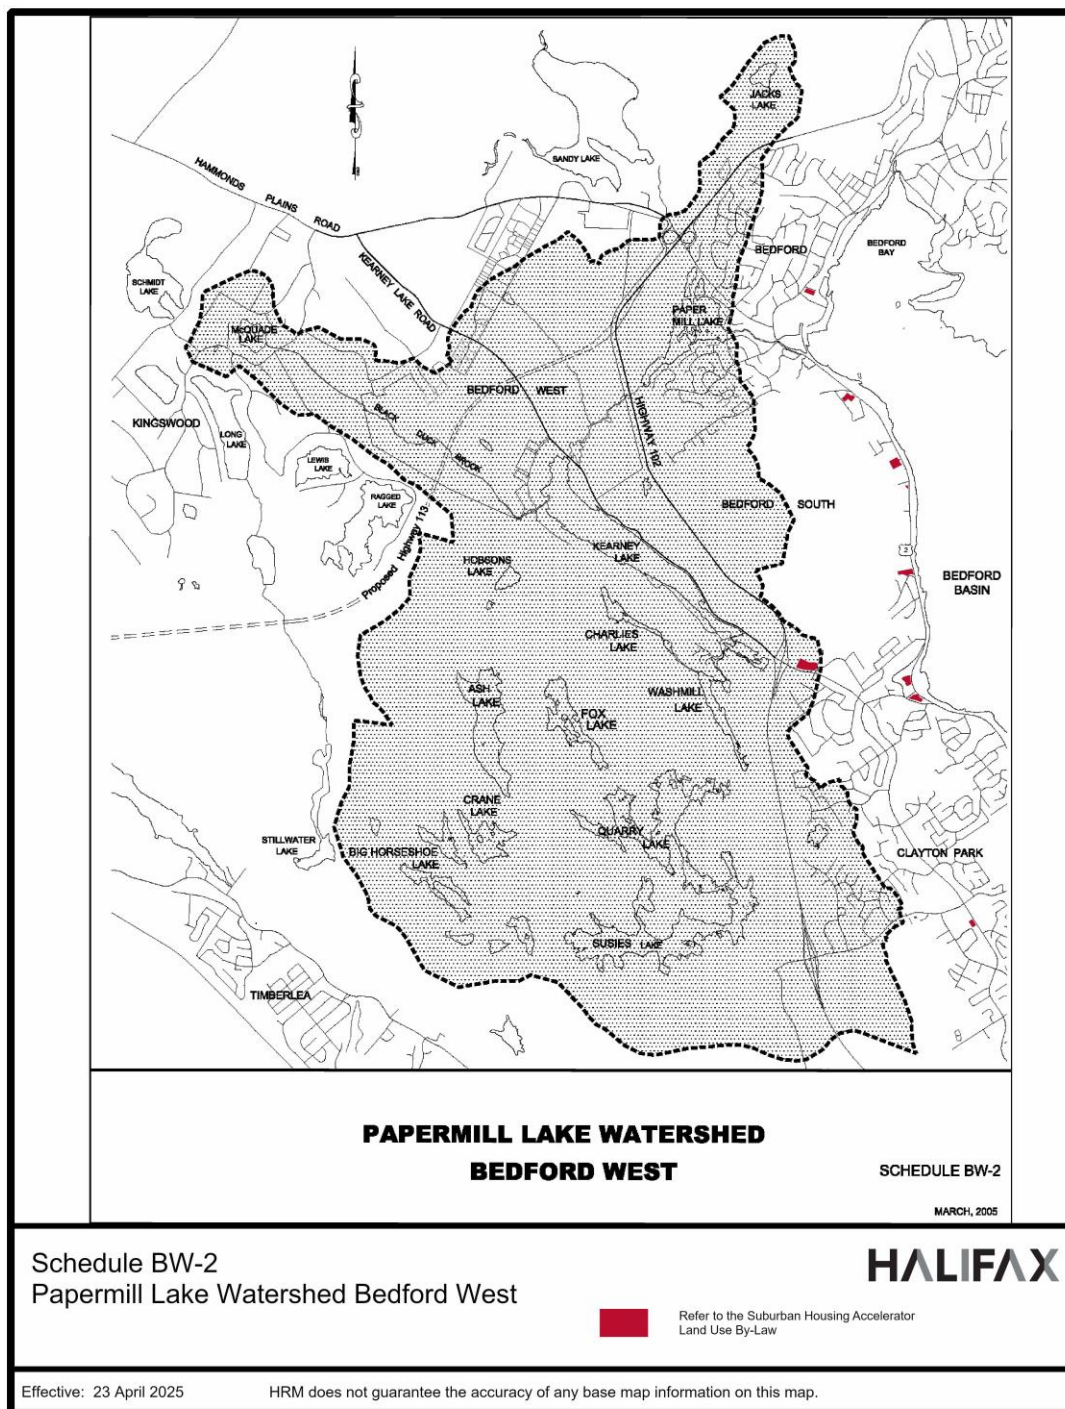 JACKS
LAKE
SANDY LAKE
HAMMONDS PLAINS ROAD
KEARNEY LAKE ROAD
BEDFORD
BEDFORD
BAY
SCHMIDT
LAKE
PAPER
MILL LAKE
McQUADE
LAKE
BEDFORD WEST
HIGHWAY 102
BLACK DUCK BROOK
KINGSWOOD
LONG
LAKE
LEWIS
LAKE
RAGGED
LAKE
BEDFORD SOUTH
Proposed Highway 113
KEARNEY
LAKE
2
HOBSONS
LAKE
BEDFORD
BASIN
CHARLIES
LAKE
ASH
LAKE
WASHMILL
LAKE
FOX
LAKE
CRANE
LAKE
QUARRY
LAKE
STILLWATER
LAKE
BIG HORSESHOE
LAKE
CLAYTON PARK
SUSIES LAKE
TIMBERLEA
PAPERMILL LAKE WATERSHED
BEDFORD WEST
SCHEDULE BW-2
MARCH, 2005
Schedule BW-2
Papermill Lake Watershed Bedford West
HALIFAX
Refer to the Suburban Housing Accelerator
Land Use By-Law
Effective: 23 April 2025
HRM does not guarantee the accuracy of any base map information on this map.